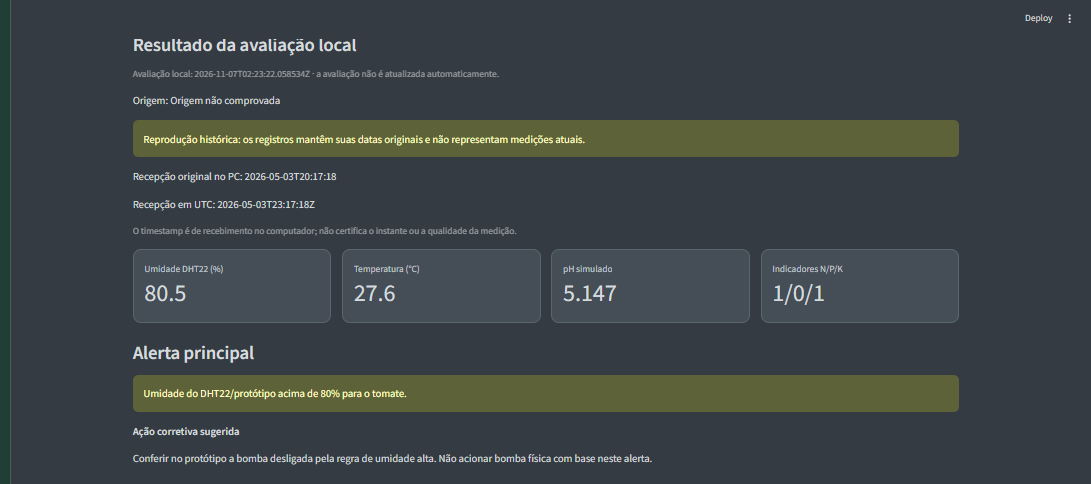 Deploy
Resultado da avaliação local
Avaliação local: 2026-11-07T02:23:22.058534Z · a avaliação não é atualizada automaticamente.
Origem: Origem não comprovada
Reprodução histórica: os registros mantêm suas datas originais e não representam medições atuais.
Recepção original no PC: 2026-05-03T20:17:18
Recepção em UTC: 2026-05-03T23:17:18Z
O timestamp é de recebimento no computador; não certifica o instante ou a qualidade da medição.
Umidade DHT22 (%)
80.5
Temperatura (°C)
27.6
pH simulado
5.147
Indicadores N/P/K
1/0/1
Alerta principal
Umidade do DHT22/protótipo acima de 80% para o tomate.
Ação corretiva sugerida
Conferir no protótipo a bomba desligada pela regra de umidade alta. Não acionar bomba física com base neste alerta.